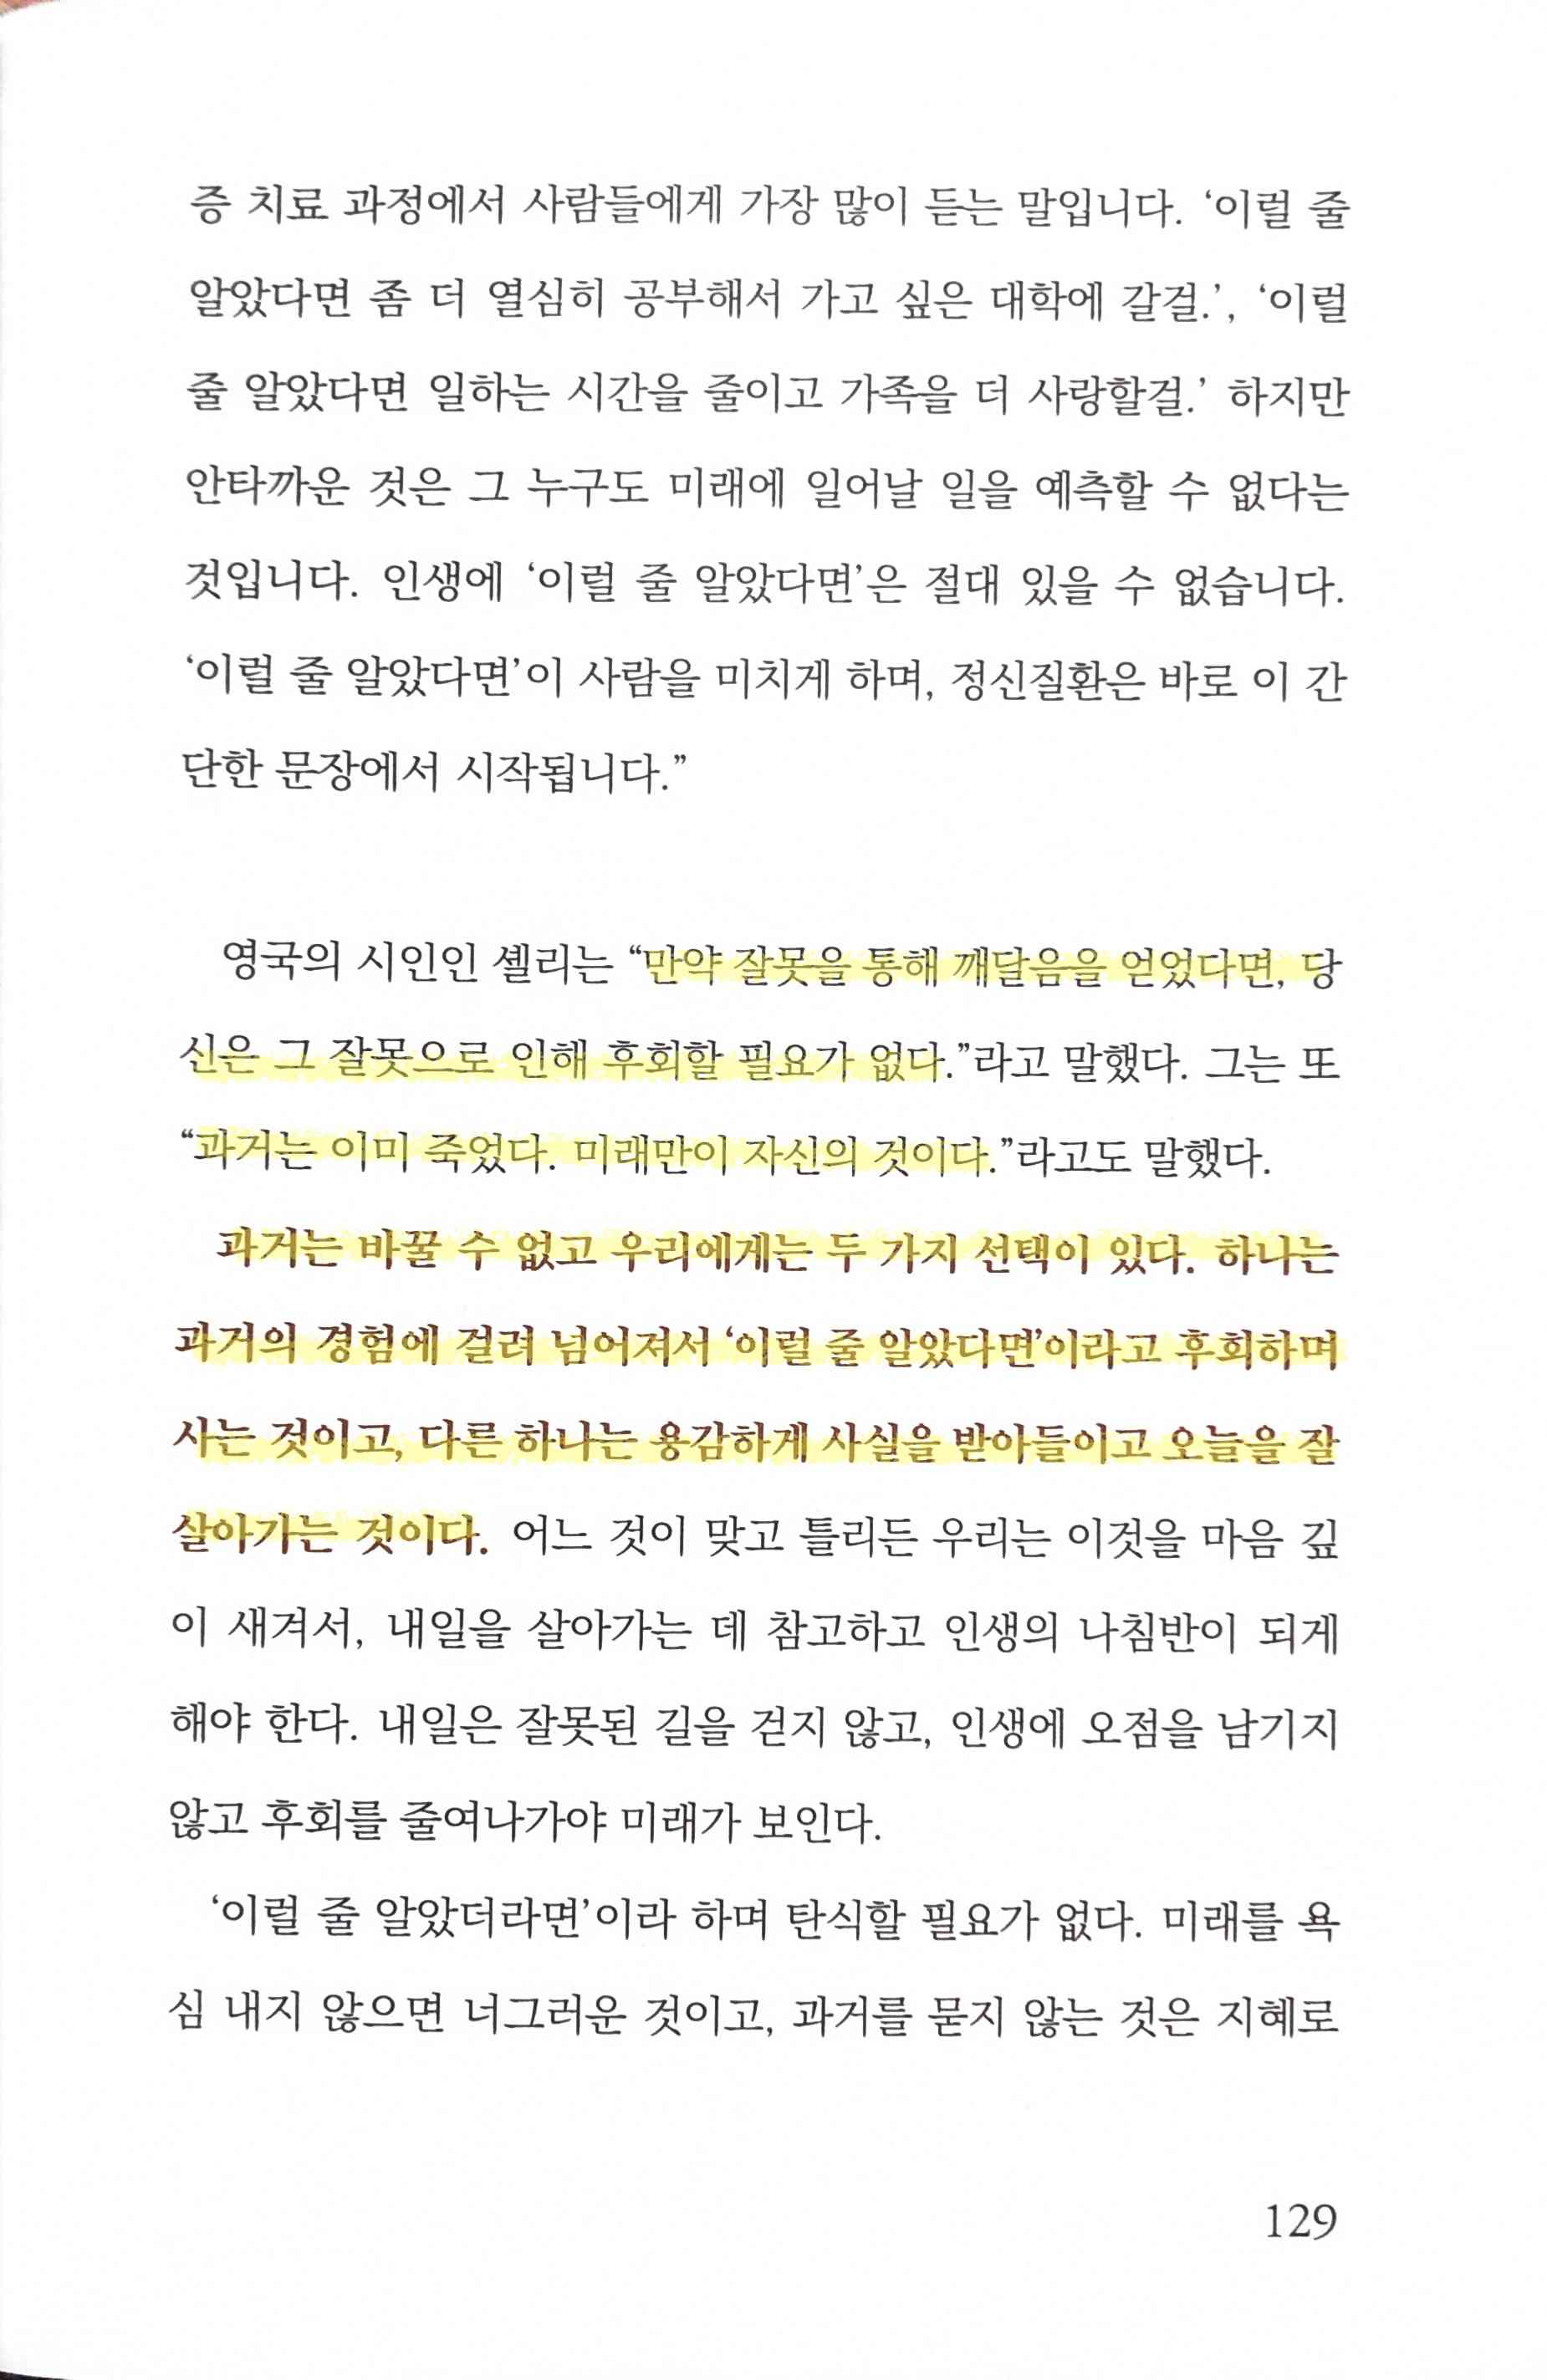 증 치료 과정에서 사람들에게 가장 많이 듣는 말입니다. ‘이럴 줄
알았다면 좀 더 열심히 공부해서 가고 싶은 대학에 갈걸.’, ‘이럴
줄 알았다면 일하는 시간을 줄이고 가족을 더 사랑할걸.’ 하지만
안타까운 것은 그 누구도 미래에 일어날 일을 예측할 수 없다는
것입니다. 인생에 ‘이럴 줄 알았다면’은 절대 있을 수 없습니다.
‘이럴 줄 알았다면’이 사람을 미치게 하며, 정신질환은 바로 이 간
단한 문장에서 시작됩니다.”
영국의 시인인 셸리는 “만약 잘못을 통해 깨달음을 얻었다면, 당
신은 그 잘못으로 인해 후회할 필요가 없다.”라고 말했다. 그는 또
“과거는 이미 죽었다. 미래만이 자신의 것이다.”라고도 말했다.
과거는 바꿀 수 없고 우리에게는 두 가지 선택이 있다. 하나는
과거의 경험에 걸려 넘어져서 ‘이럴 줄 알았다면’이라고 후회하며
사는 것이고, 다른 하나는 용감하게 사실을 받아들이고 오늘을 잘
살아가는 것이다. 어느 것이 맞고 틀리든 우리는 이것을 마음 깊
이 새겨서, 내일을 살아가는 데 참고하고 인생의 나침반이 되게
해야 한다. 내일은 잘못된 길을 걷지 않고, 인생에 오점을 남기지
않고 후회를 줄여나가야 미래가 보인다.
‘이럴 줄 알았더라면’이라 하며 탄식할 필요가 없다. 미래를 욕
심 내지 않으면 너그러운 것이고, 과거를 묻지 않는 것은 지혜로
129